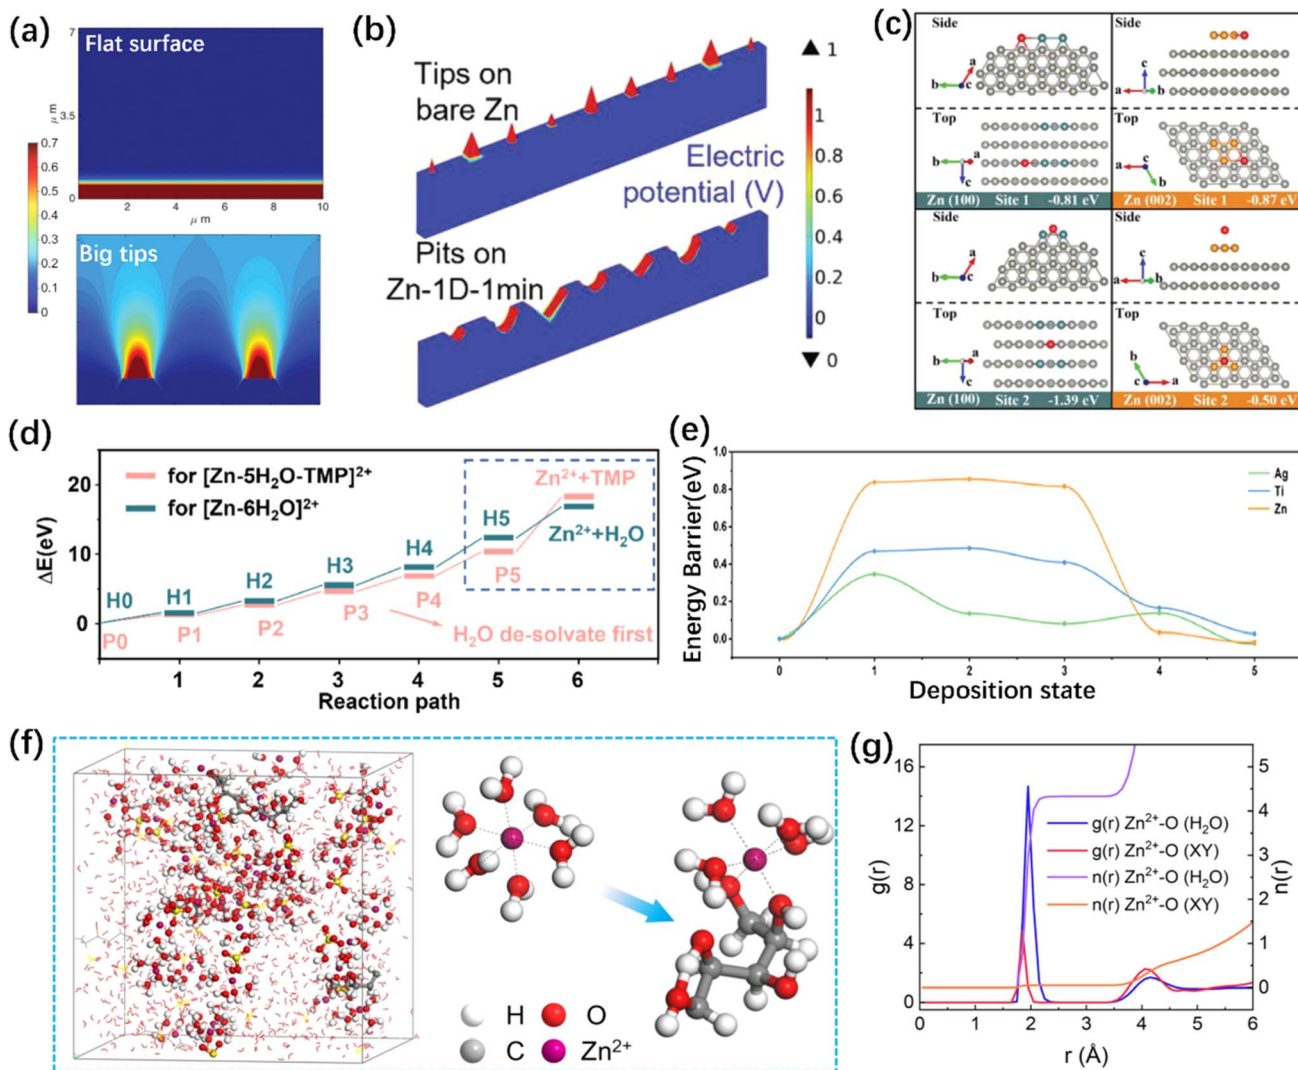 (a)
μm
7
Flat surface
3.5
0
2
4
6
8
10
μm
0.7
0.6
0.5
0.4
0.3
0.2
0.1
0
Big tips
(b)
Tips on
bare Zn
Electric
potential (V)
Pits on
Zn-1D-1min
▲ 1
1
0.8
0.6
0.4
0.2
0
▼ 0
(c)
Side
a
b
c
Top
b
a
c
Zn (100) Site 1 -0.81 eV
Side
c
a
b
Top
a
c
b
Zn (002) Site 1 -0.87 eV
Side
a
b
c
Top
b
a
c
Zn (100) Site 2 -1.39 eV
Side
c
a
b
Top
b
c
a
Zn (002) Site 2 -0.50 eV
(d)
for [Zn-5H₂O-TMP]²⁺
for [Zn-6H₂O]²⁺
Zn²⁺+TMP
Zn²⁺+H₂O
H0
H1
H2
H3
H4
H5
P0
P1
P2
P3
P4
P5
H₂O de-solvate first
ΔE(eV)
20
10
0
1
2
3
4
5
6
Reaction path
(e)
Energy Barrier(eV)
1.0
0.8
0.6
0.4
0.2
0.0
Ag
Ti
Zn
0
1
2
3
4
5
Deposition state
(f)
H
O
C
Zn²⁺
(g)
g(r)
16
12
8
4
0
g(r) Zn²⁺-O (H₂O)
g(r) Zn²⁺-O (XY)
n(r) Zn²⁺-O (H₂O)
n(r) Zn²⁺-O (XY)
5
4
3
2
1
0
n(r)
0
1
2
3
4
5
6
r (Å)